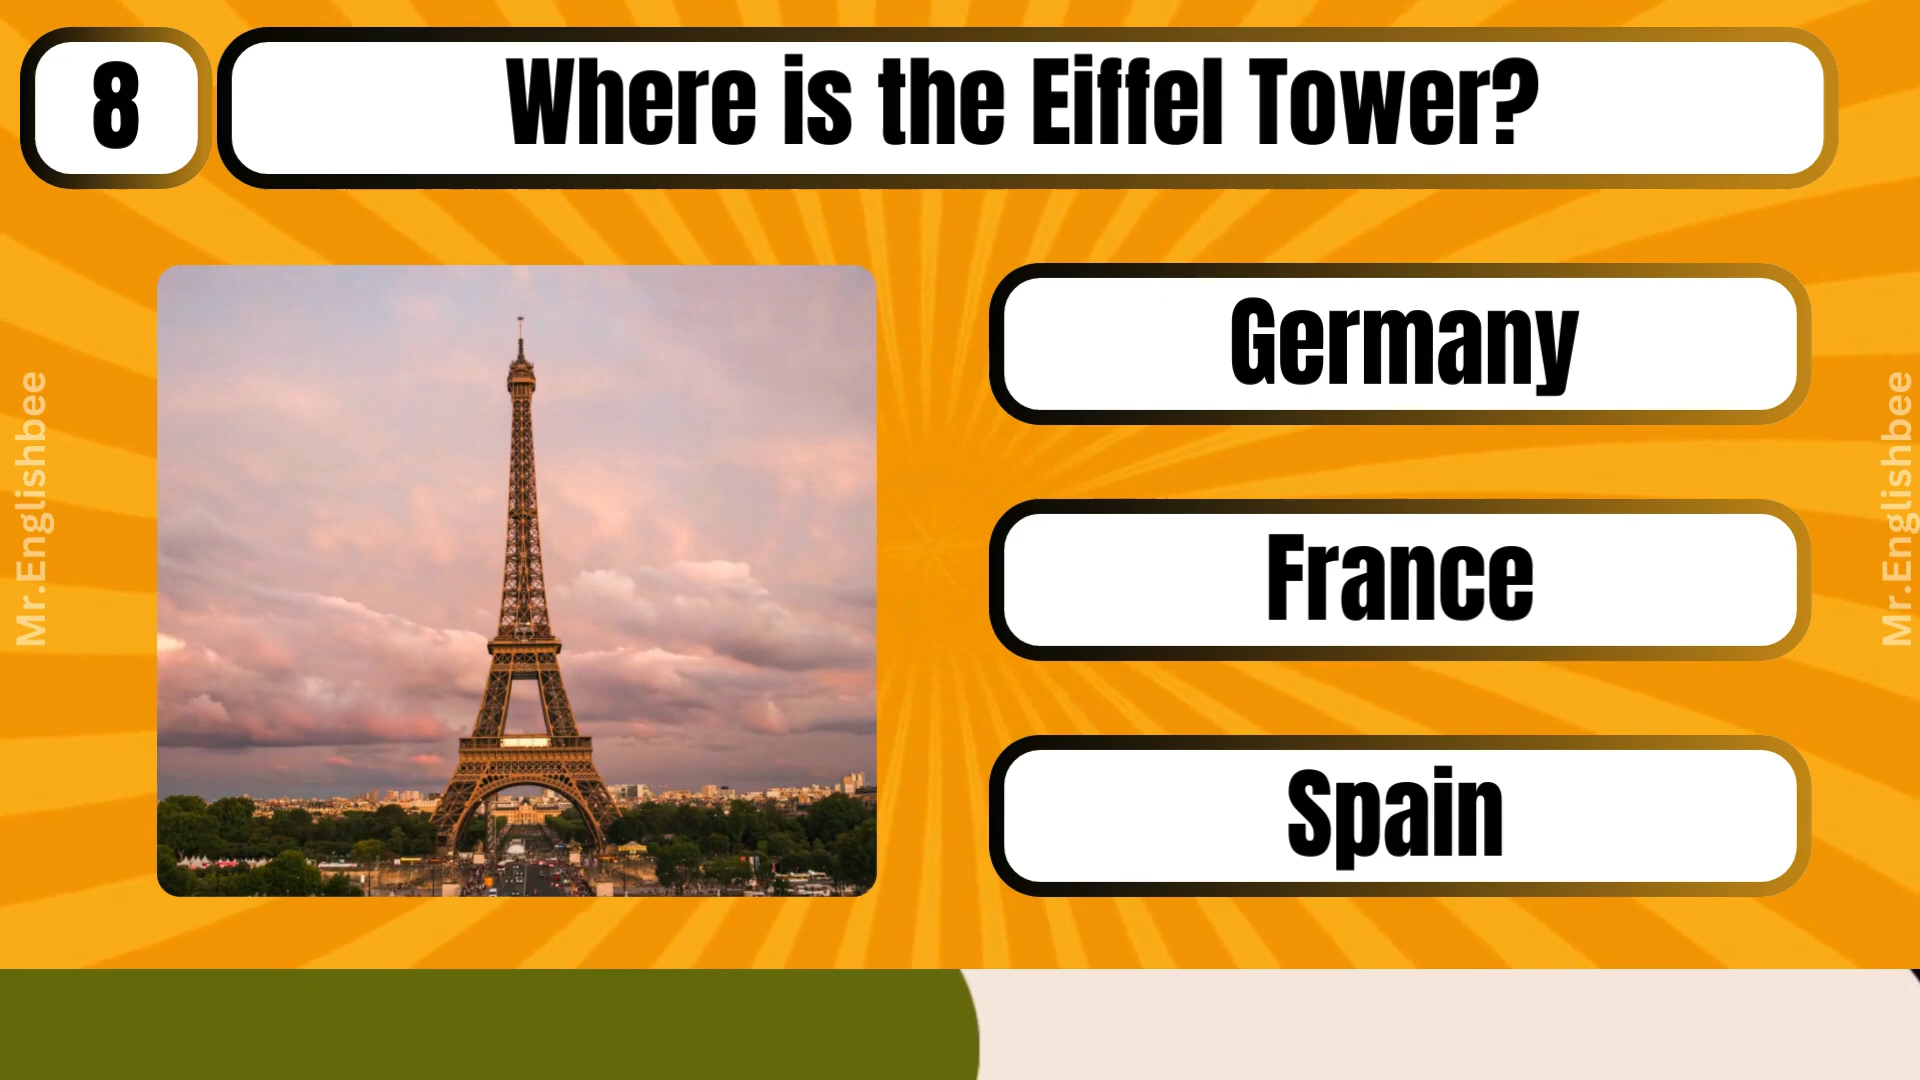 8
Where is the Eiffel Tower?
Germany
France
Spain
Mr.Englishbee
Mr.Englishbee